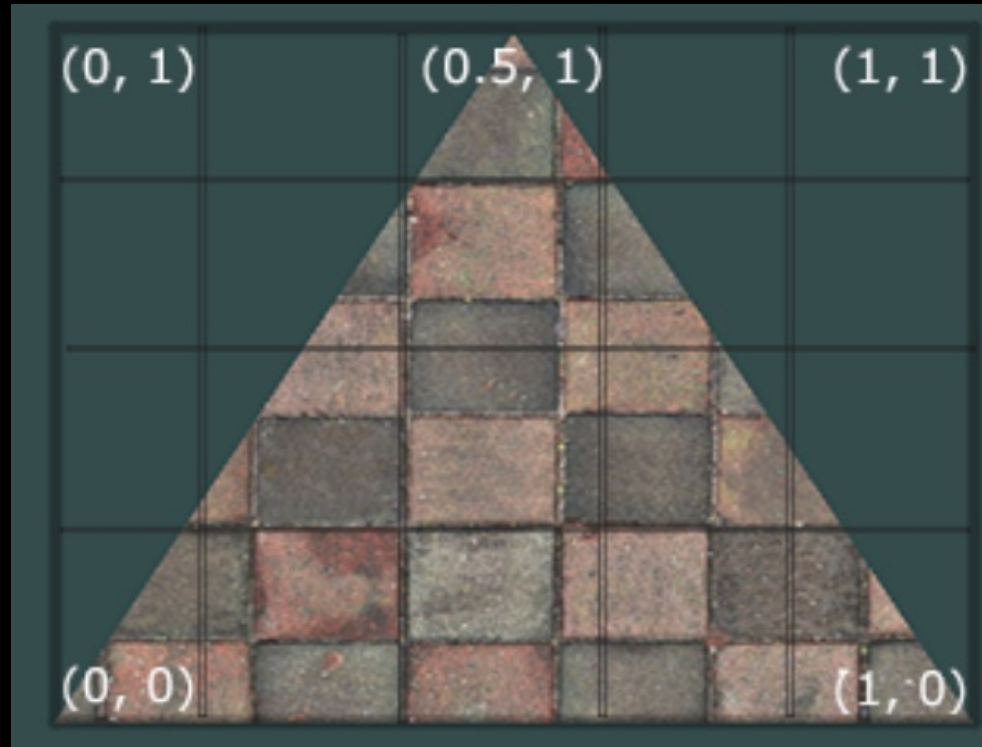 (0, 1) (0.5, 1) (1, 1)
(0, 0) (1, 0)